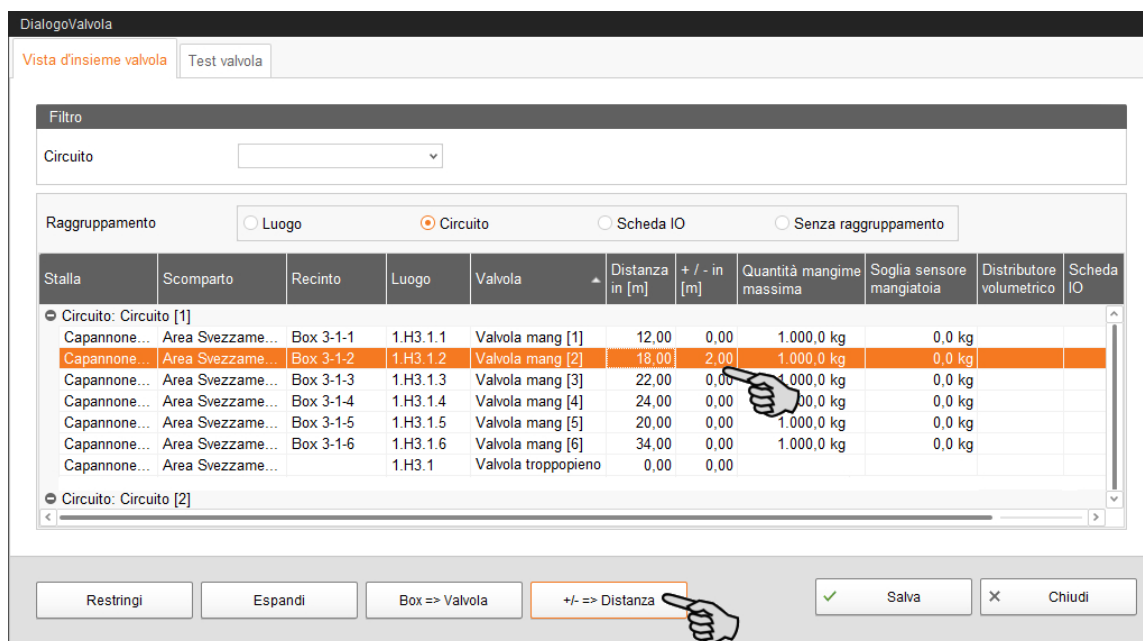 DialogoValvola
Vista d'insieme valvola Test valvola
Filtro
Circuito
Raggruppamento Luogo Circuito Scheda IO Senza raggruppamento
Stalla Scomparto Recinto Luogo Valvola Distanza in [m] + / - in [m] Quantità mangime massima Soglia sensore mangiatoia Distributore volumetrico Scheda IO
Circuito: Circuito [1]
Capannone... Area Svezzame... Box 3-1-1 1.H3.1.1 Valvola mang [1] 12,00 0,00 1.000,0 kg 0,0 kg
Capannone... Area Svezzame... Box 3-1-2 1.H3.1.2 Valvola mang [2] 18,00 2,00 1.000,0 kg 0,0 kg
Capannone... Area Svezzame... Box 3-1-3 1.H3.1.3 Valvola mang [3] 22,00 0,00 1.000,0 kg 0,0 kg
Capannone... Area Svezzame... Box 3-1-4 1.H3.1.4 Valvola mang [4] 24,00 0,00 kg 0,0 kg
Capannone... Area Svezzame... Box 3-1-5 1.H3.1.5 Valvola mang [5] 20,00 0,00 1.000,0 kg 0,0 kg
Capannone... Area Svezzame... Box 3-1-6 1.H3.1.6 Valvola mang [6] 34,00 0,00 1.000,0 kg 0,0 kg
Capannone... Area Svezzame... 1.H3.1 Valvola troppopieno 0,00 0,00
Circuito: Circuito [2]
Restringi Espandi Box => Valvola +/- => Distanza Salva Chiudi